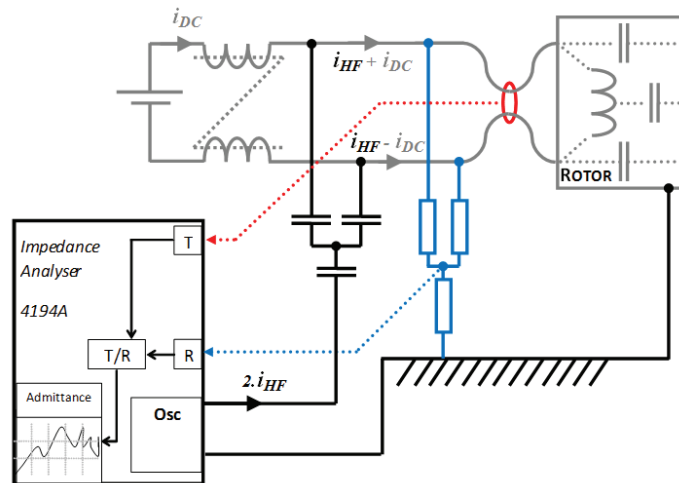 i_DC
i_HF + i_DC
i_HF - i_DC
ROTOR
Impedance
Analyser
4194A
T
T/R
R
2.i_HF
Admittance
Osc